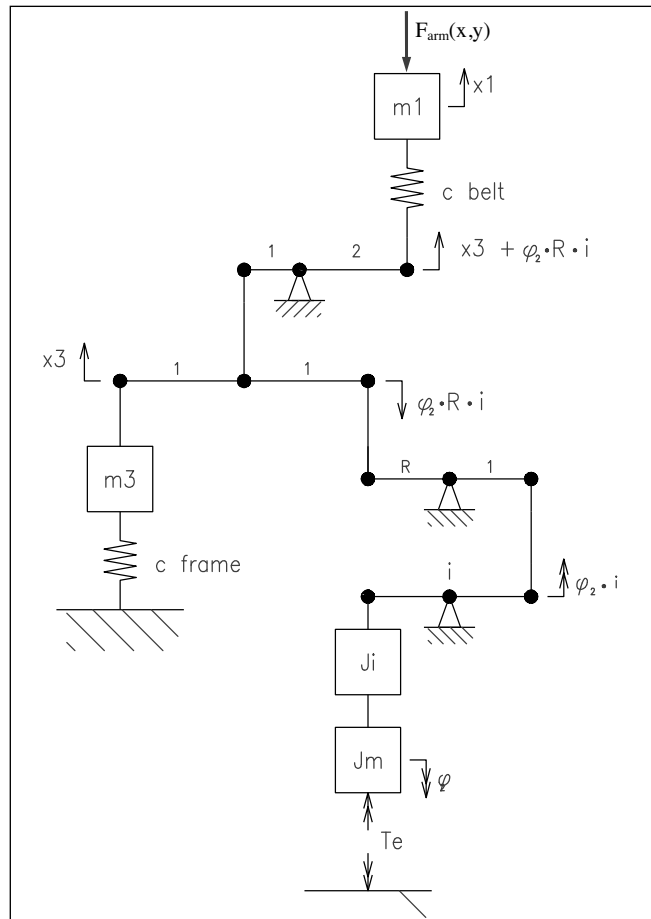 F_arm(x,y)
x1
m1
c belt
1 2
x3 + φ₂·R·i
x3
1 1
φ₂·R·i
m3
R 1
c frame
i
φ₂·i
Ji
Jm
φ₂
Te